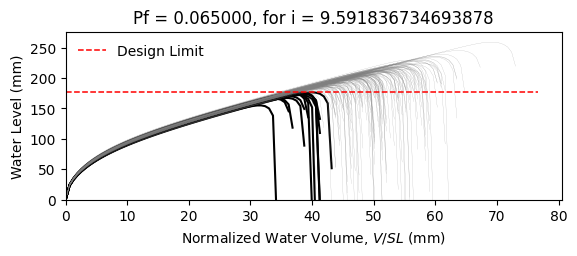 Pf = 0.065000, for i = 9.591836734693878
Water Level (mm)
250
200
150
100
50
0
Design Limit
0 10 20 30 40 50 60 70 80
Normalized Water Volume, V/SL (mm)